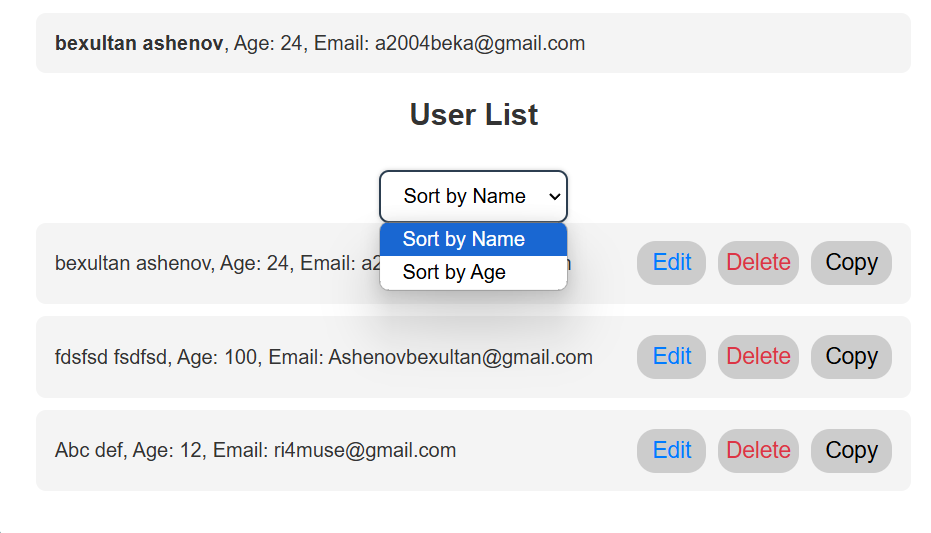 bexultan ashenov, Age: 24, Email: a2004beka@gmail.com
User List
Sort by Name
Sort by Name
Sort by Age
bexultan ashenov, Age: 24, Email: Edit Delete Copy
fdsfsd fsdfsd, Age: 100, Email: Ashenovbexultan@gmail.com Edit Delete Copy
Abc def, Age: 12, Email: ri4muse@gmail.com Edit Delete Copy